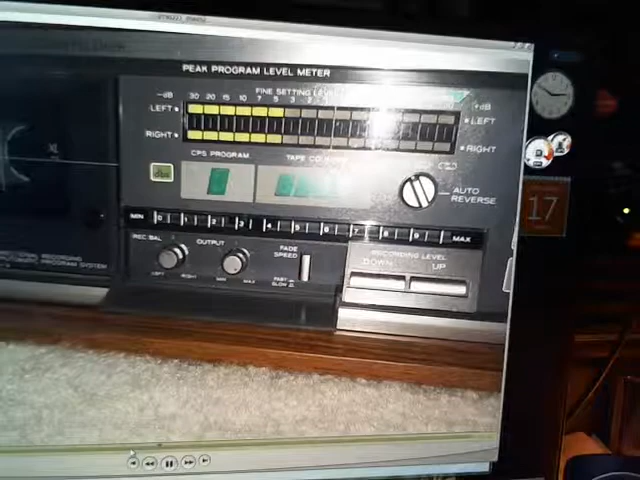 PEAK PROGRAM LEVEL METER
FINE SETTING
-dB 30 20 15 10 7 5 3 +dB
LEFT LEFT
RIGHT RIGHT
CPS PROGRAM
dbx
AUTO
REVERSE
MIN 0 1 2 3 4 5 6 7 8 9 MAX
REC BAL OUTPUT FADE
SPEED
RECORDING LEVEL
DOWN UP
LEFT RIGHT MIN MAX
SLOW
17